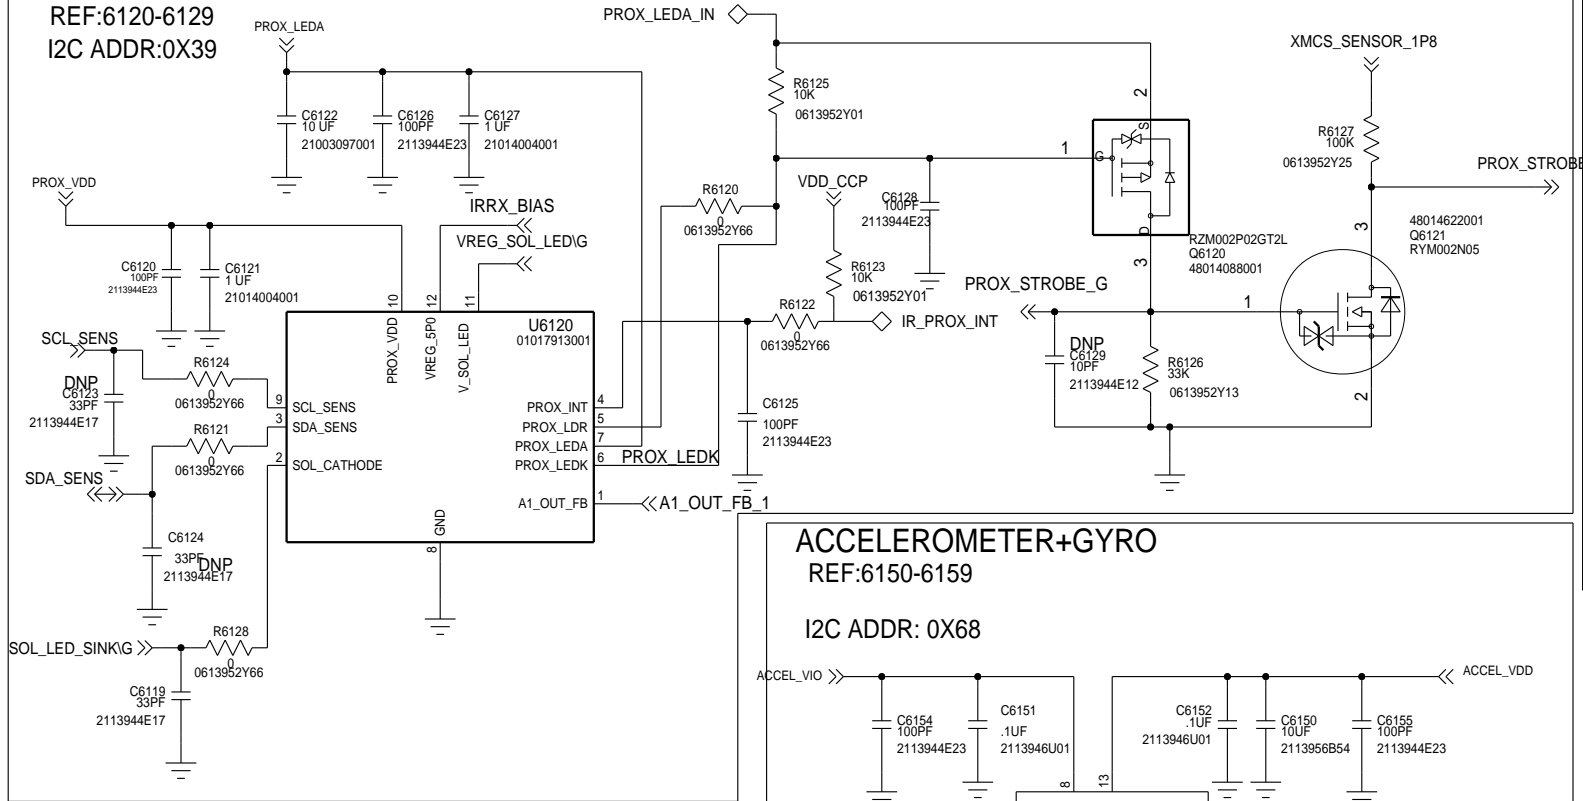 REF:6120-6129
I2C ADDR:0X39
PROX_LEDA
C6122
10 UF
21003097001
C6126
100PF
2113944E23
C6127
1 UF
21014004001
PROX_VDD
C6120
100PF
2113944E23
C6121
1 UF
21014004001
IRRX_BIAS
VREG_SOL_LED\G
SCL_SENS
DNP
C6123
33PF
2113944E17
R6124
0
0613952Y66
R6121
0
0613952Y66
SDA_SENS
C6124
33PF
DNP
2113944E17
SOL_LED_SINK\G
R6128
0
0613952Y66
C6119
33PF
2113944E17
U6120
01017913001
10
12
11
PROX_VDD
VREG_5P0
V_SOL_LED
9
SCL_SENS
3
SDA_SENS
2
SOL_CATHODE
PROX_INT
4
PROX_LDR
5
PROX_LEDA
7
PROX_LEDK
6
A1_OUT_FB
1
GND
8
PROX_LEDK
A1_OUT_FB_1
PROX_LEDA_IN
R6125
10K
0613952Y01
R6120
0
0613952Y66
VDD_CCP
R6123
10K
0613952Y01
R6122
0
0613952Y66
IR_PROX_INT
C6125
100PF
2113944E23
C6128
100PF
2113944E23
1
2
3
G
S
D
RZM002P02GT2L
Q6120
48014088001
PROX_STROBE_G
DNP
C6129
10PF
2113944E12
R6126
33K
0613952Y13
XMCS_SENSOR_1P8
R6127
100K
0613952Y25
PROX_STROBE
48014622001
Q6121
RYM002N05
3
1
2
ACCELEROMETER+GYRO
REF:6150-6159
I2C ADDR: 0X68
ACCEL_VIO
ACCEL_VDD
C6154
100PF
2113944E23
C6151
.1UF
2113946U01
C6152
.1UF
2113946U01
C6150
10UF
2113956B54
C6155
100PF
2113944E23
8
13